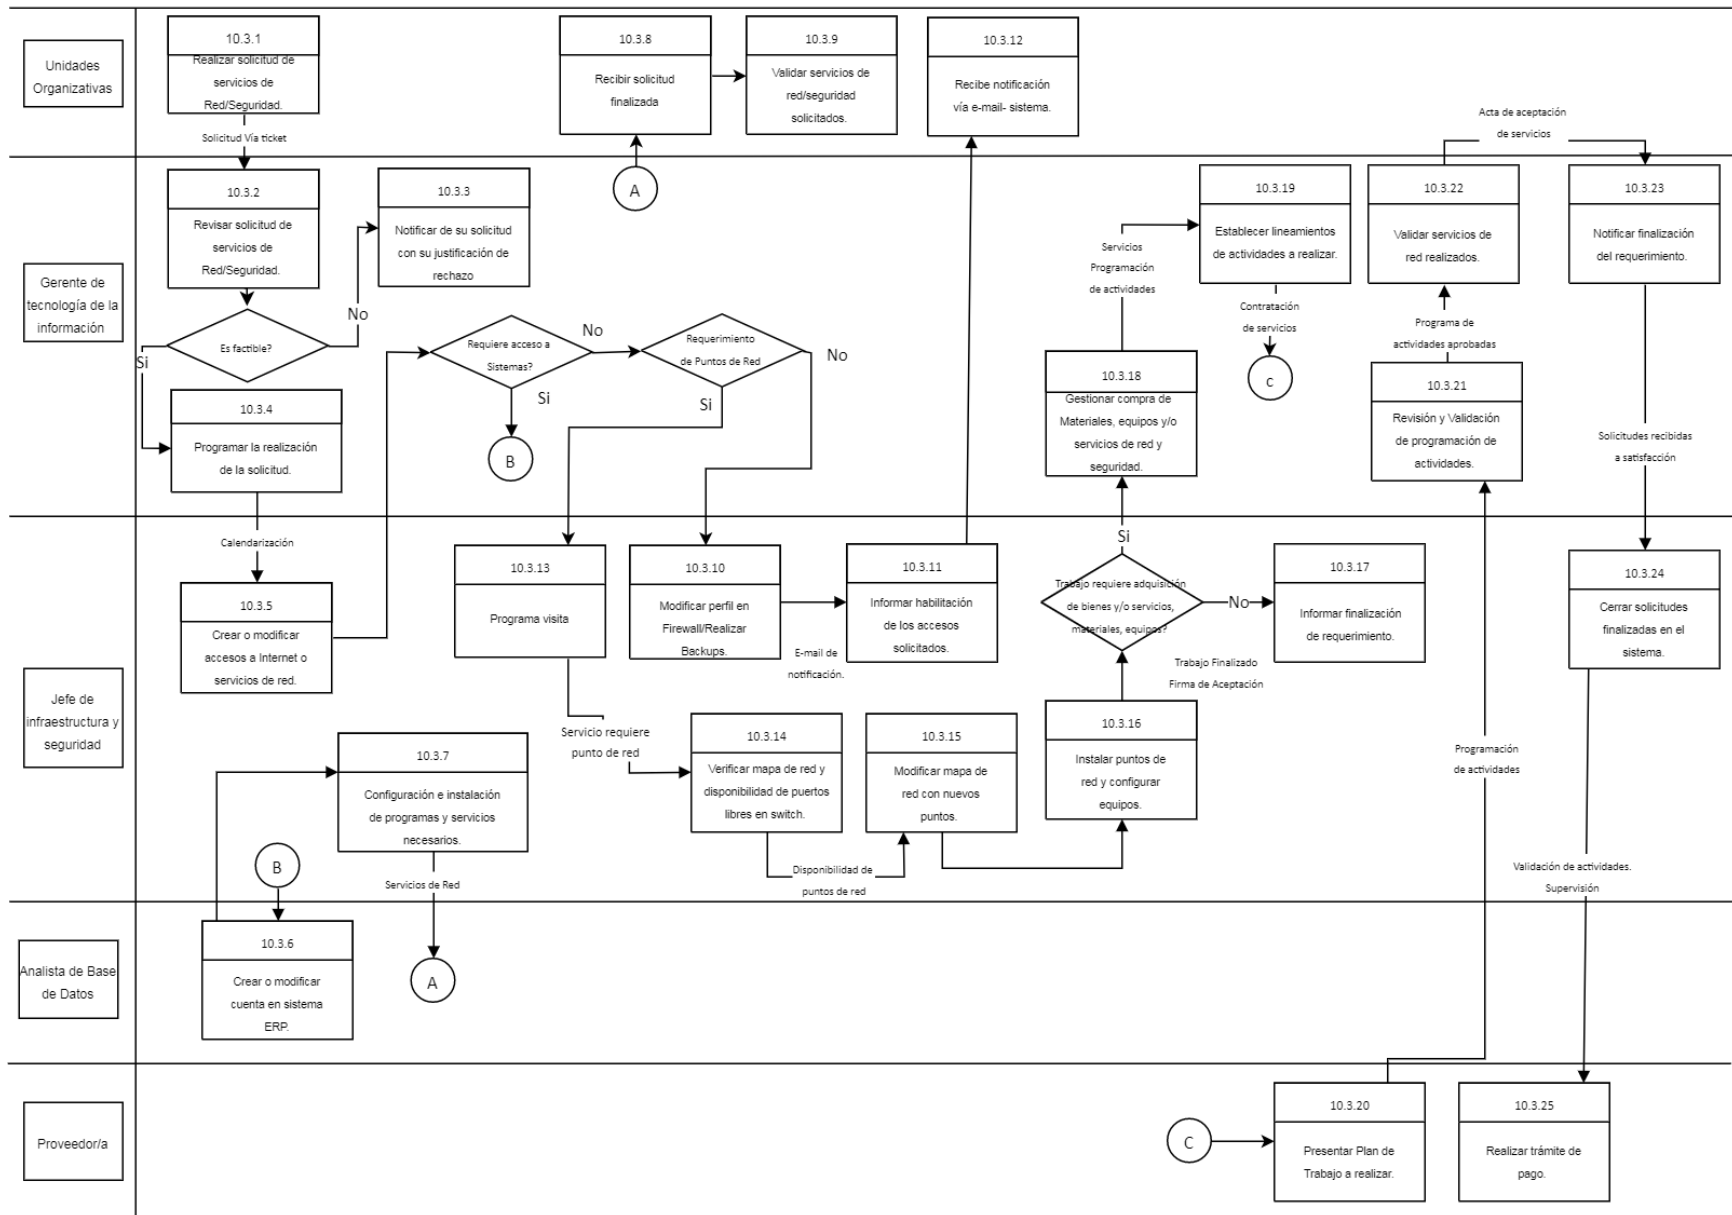 Unidades
Organizativas
10.3.1
Realizar solicitud de
servicios de
Red/Seguridad.
Solicitud Vía ticket
10.3.8
Recibir solicitud
finalizada
10.3.9
Validar servicios de
red/seguridad
solicitados.
10.3.12
Recibe notificación
vía e-mail- sistema.
Acta de aceptación
de servicios
Gerente de
tecnología de la
información
10.3.2
Revisar solicitud de
servicios de
Red/Seguridad.
10.3.3
Notificar de su solicitud
con su justificación de
rechazo
A
Es factible?
No
Si
10.3.4
Programar la realización
de la solicitud.
Requiere acceso a
Sistemas?
No
Si
B
Requerimiento
de Puntos de Red
No
Si
Servicios
Programación
de actividades
10.3.19
Establecer lineamientos
de actividades a realizar.
Contratación
de servicios
c
10.3.18
Gestionar compra de
Materiales, equipos y/o
servicios de red y
seguridad.
10.3.22
Validar servicios de
red realizados.
Programa de
actividades aprobadas
10.3.21
Revisión y Validación
de programación de
actividades.
10.3.23
Notificar finalización
del requerimiento.
Solicitudes recibidas
a satisfacción
Jefe de
infraestructura y
seguridad
Calendarización
10.3.5
Crear o modificar
accesos a Internet o
servicios de red.
10.3.13
Programa visita
10.3.10
Modificar perfil en
Firewall/Realizar
Backups.
E-mail de
notificación.
10.3.11
Informar habilitación
de los accesos
solicitados.
Si
Trabajo requiere adquisición
de bienes y/o servicios,
materiales, equipos?
No
10.3.17
Informar finalización
de requerimiento.
Trabajo Finalizado
Firma de Aceptación
10.3.24
Cerrar solicitudes
finalizadas en el
sistema.
10.3.7
Configuración e instalación
de programas y servicios
necesarios.
Servicios de Red
B
Servicio requiere
punto de red
10.3.14
Verificar mapa de red y
disponibilidad de puertos
libres en switch.
Disponibilidad de
puntos de red
10.3.15
Modificar mapa de
red con nuevos
puntos.
10.3.16
Instalar puntos de
red y configurar
equipos.
Programación
de actividades
Validación de actividades.
Supervisión
Analista de Base
de Datos
10.3.6
Crear o modificar
cuenta en sistema
ERP.
A
Proveedor/a
C
10.3.20
Presentar Plan de
Trabajo a realizar.
10.3.25
Realizar trámite de
pago.